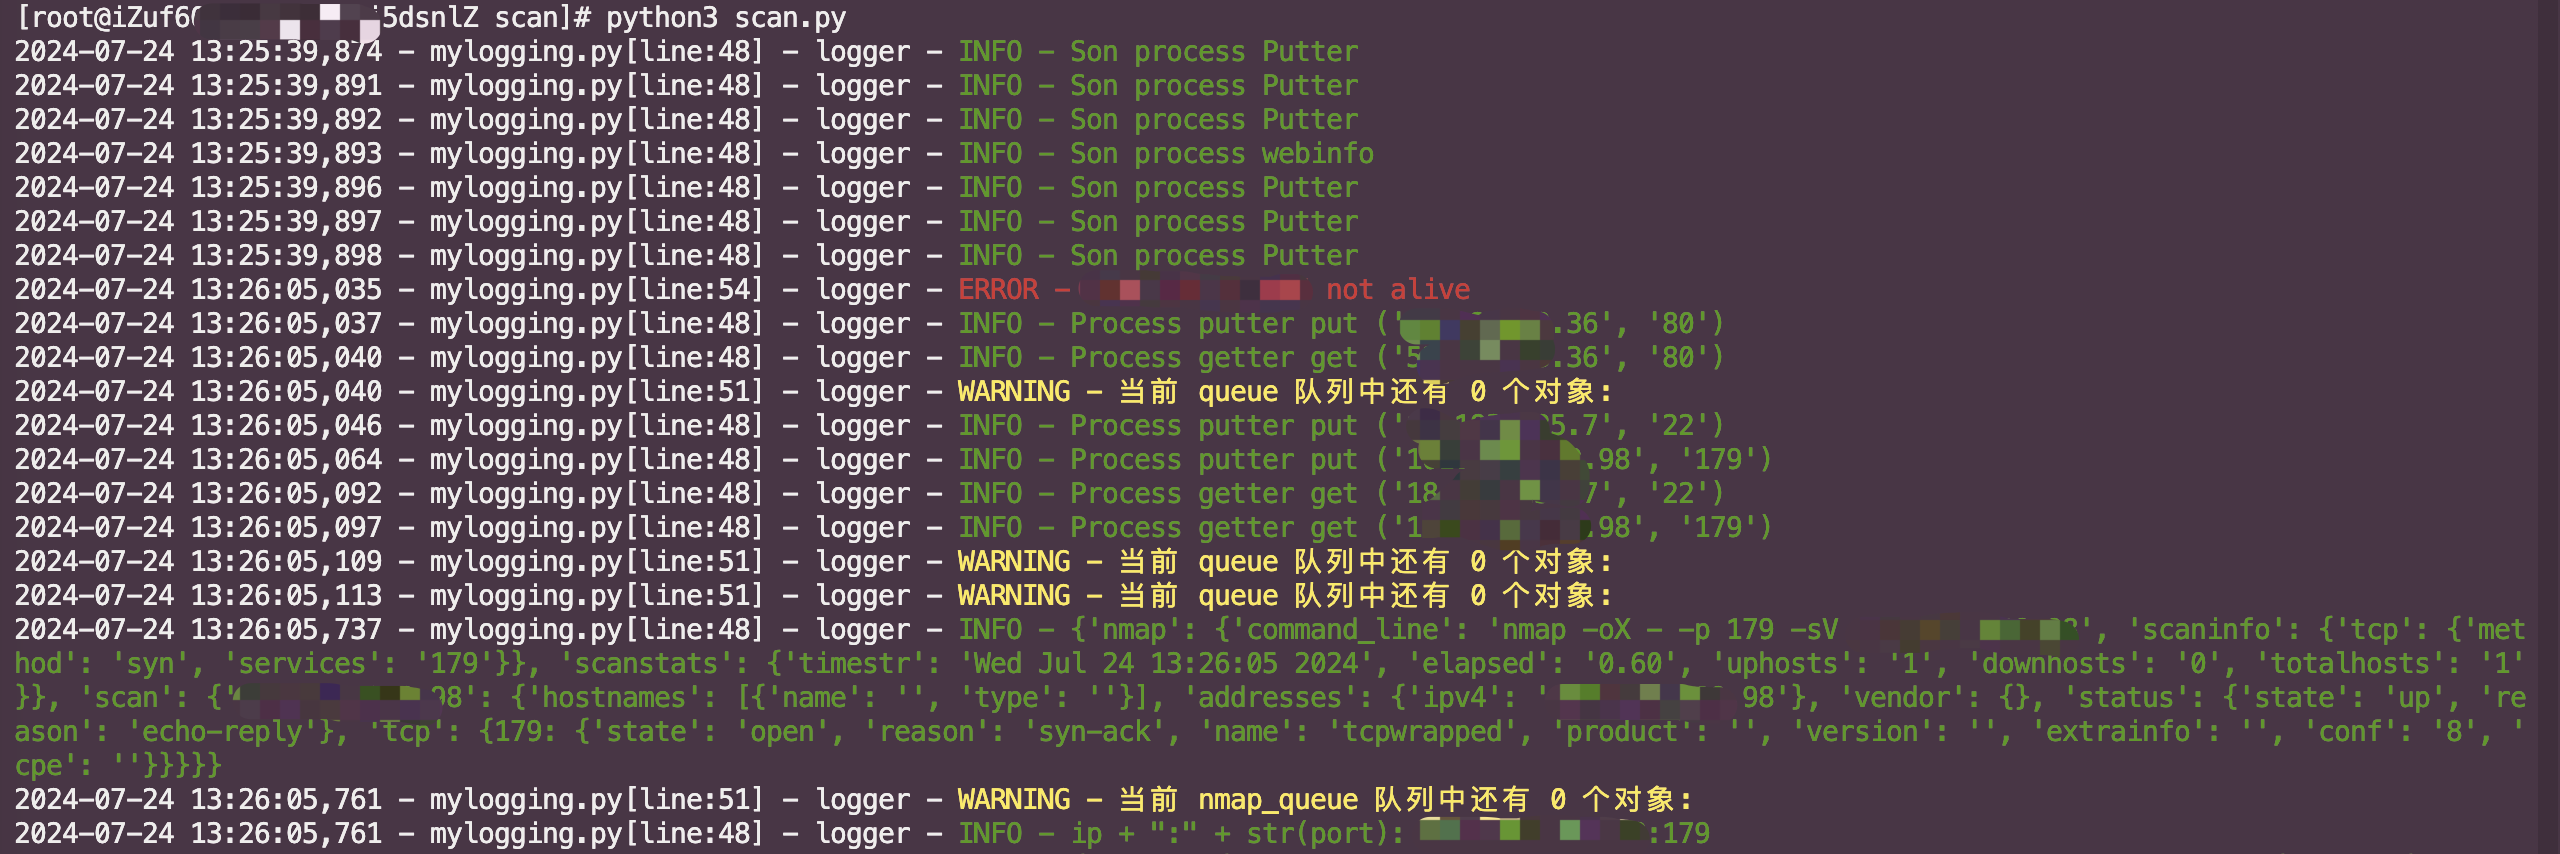 [root@iZuf60 i5dsnlZ scan]# python3 scan.py
2024-07-24 13:25:39,874 - mylogging.py[line:48] - logger - INFO - Son process Putter
2024-07-24 13:25:39,891 - mylogging.py[line:48] - logger - INFO - Son process Putter
2024-07-24 13:25:39,892 - mylogging.py[line:48] - logger - INFO - Son process Putter
2024-07-24 13:25:39,893 - mylogging.py[line:48] - logger - INFO - Son process webinfo
2024-07-24 13:25:39,896 - mylogging.py[line:48] - logger - INFO - Son process Putter
2024-07-24 13:25:39,897 - mylogging.py[line:48] - logger - INFO - Son process Putter
2024-07-24 13:25:39,898 - mylogging.py[line:48] - logger - INFO - Son process Putter
2024-07-24 13:26:05,035 - mylogging.py[line:54] - logger - ERROR - not alive
2024-07-24 13:26:05,037 - mylogging.py[line:48] - logger - INFO - Process putter put (' .36', '80')
2024-07-24 13:26:05,040 - mylogging.py[line:48] - logger - INFO - Process getter get ('5 .36', '80')
2024-07-24 13:26:05,040 - mylogging.py[line:51] - logger - WARNING - 当前 queue 队列中还有 0 个对象:
2024-07-24 13:26:05,046 - mylogging.py[line:48] - logger - INFO - Process putter put (' 5.7', '22')
2024-07-24 13:26:05,064 - mylogging.py[line:48] - logger - INFO - Process putter put ('1 .98', '179')
2024-07-24 13:26:05,092 - mylogging.py[line:48] - logger - INFO - Process getter get ('18 7', '22')
2024-07-24 13:26:05,097 - mylogging.py[line:48] - logger - INFO - Process getter get ('1 .98', '179')
2024-07-24 13:26:05,109 - mylogging.py[line:51] - logger - WARNING - 当前 queue 队列中还有 0 个对象:
2024-07-24 13:26:05,113 - mylogging.py[line:51] - logger - WARNING - 当前 queue 队列中还有 0 个对象:
2024-07-24 13:26:05,737 - mylogging.py[line:48] - logger - INFO - {'nmap': {'command_line': 'nmap -oX - -p 179 -sV ', 'scaninfo': {'tcp': {'met
hod': 'syn', 'services': '179'}}, 'scanstats': {'timestr': 'Wed Jul 24 13:26:05 2024', 'elapsed': '0.60', 'uphosts': '1', 'downhosts': '0', 'totalhosts': '1'
}}, 'scan': {' 98': {'hostnames': [{'name': '', 'type': ''}], 'addresses': {'ipv4': ' 98'}, 'vendor': {}, 'status': {'state': 'up', 're
ason': 'echo-reply'}, 'tcp': {179: {'state': 'open', 'reason': 'syn-ack', 'name': 'tcpwrapped', 'product': '', 'version': '', 'extrainfo': '', 'conf': '8', '
cpe': ''}}}}}
2024-07-24 13:26:05,761 - mylogging.py[line:51] - logger - WARNING - 当前 nmap_queue 队列中还有 0 个对象:
2024-07-24 13:26:05,761 - mylogging.py[line:48] - logger - INFO - ip + ":" + str(port): :179